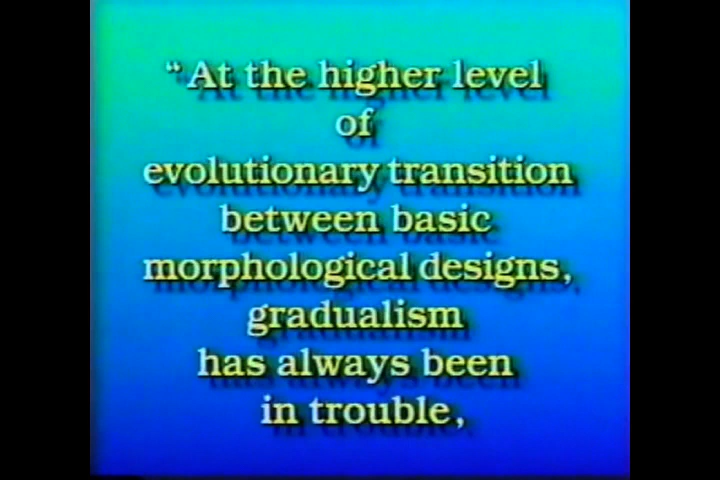 “At the higher level
of
evolutionary transition
between basic
morphological designs,
gradualism
has always been
in trouble,